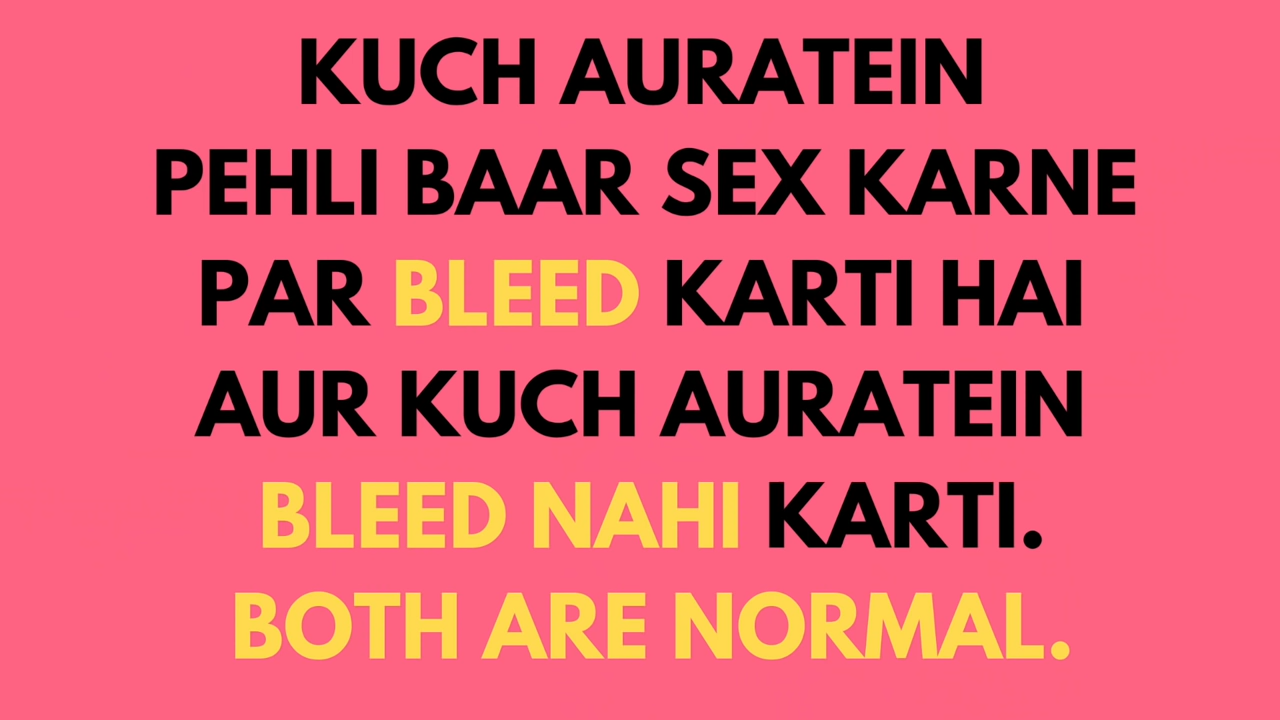 KUCH AURATEIN
PEHLI BAAR SEX KARNE
PAR BLEED KARTI HAI
AUR KUCH AURATEIN
BLEED NAHI KARTI.
BOTH ARE NORMAL.